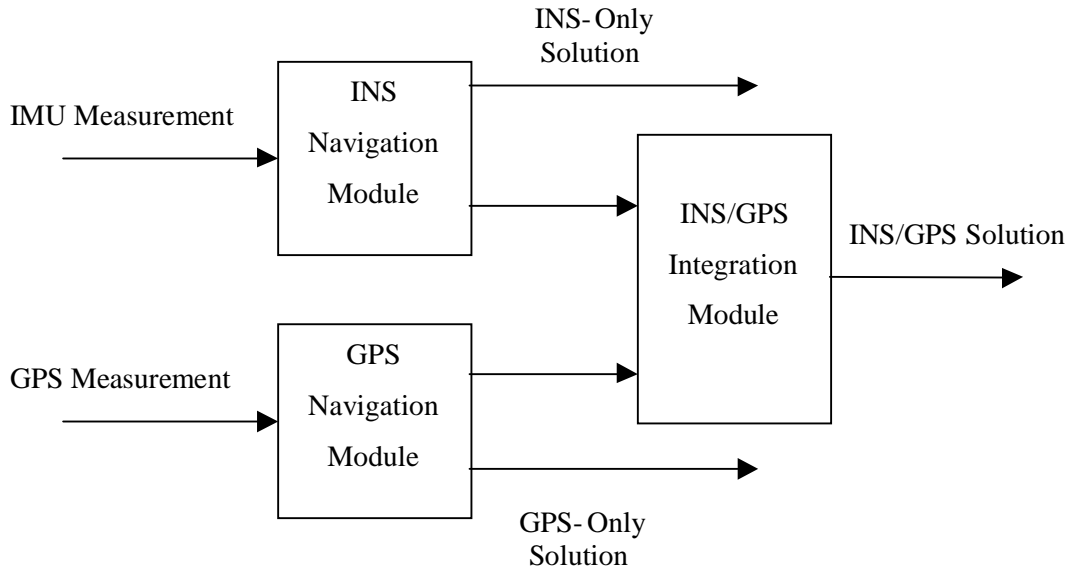 INS-Only
Solution
IMU Measurement
INS
Navigation
Module
INS/GPS
Integration
Module
INS/GPS Solution
GPS Measurement
GPS
Navigation
Module
GPS-Only
Solution